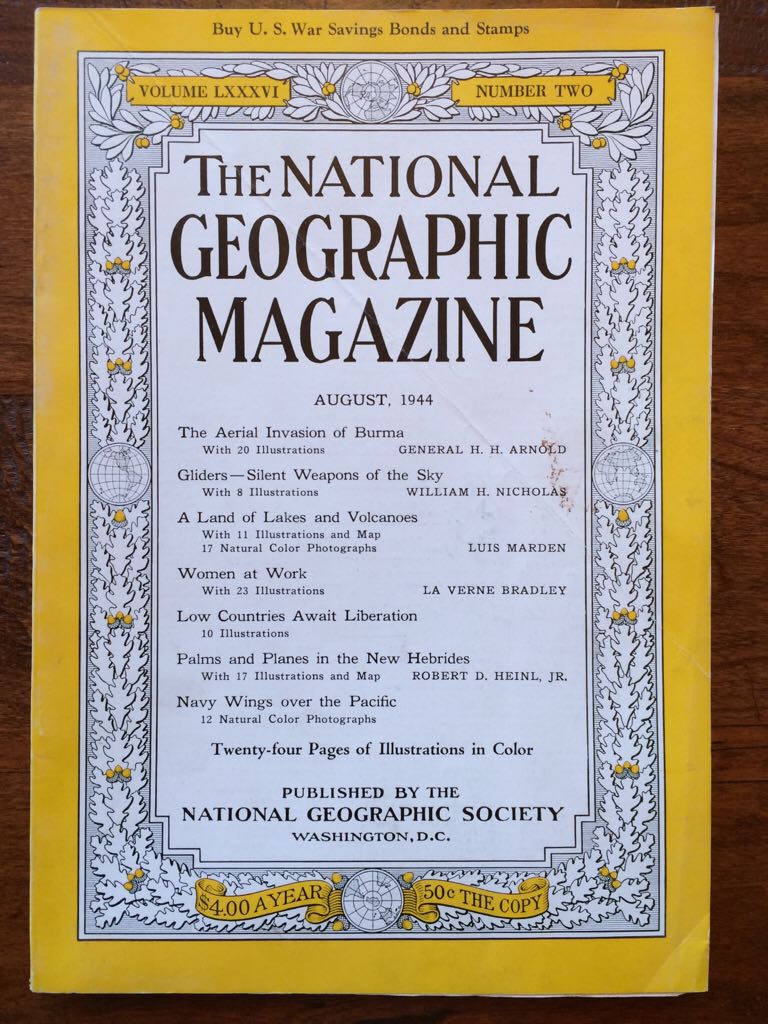 Buy U. S. War Savings Bonds and Stamps
VOLUME LXXXVI NUMBER TWO
THE NATIONAL
GEOGRAPHIC
MAGAZINE
AUGUST, 1944
The Aerial Invasion of Burma
With 20 Illustrations GENERAL H. H. ARNOLD
Gliders—Silent Weapons of the Sky
With 8 Illustrations WILLIAM H. NICHOLAS
A Land of Lakes and Volcanoes
With 11 Illustrations and Map
17 Natural Color Photographs LUIS MARDEN
Women at Work
With 23 Illustrations LA VERNE BRADLEY
Low Countries Await Liberation
10 Illustrations
Palms and Planes in the New Hebrides
With 17 Illustrations and Map ROBERT D. HEINL, JR.
Navy Wings over the Pacific
12 Natural Color Photographs
Twenty-four Pages of Illustrations in Color
PUBLISHED BY THE
NATIONAL GEOGRAPHIC SOCIETY
WASHINGTON, D.C.
$4.00 A YEAR 50c THE COPY